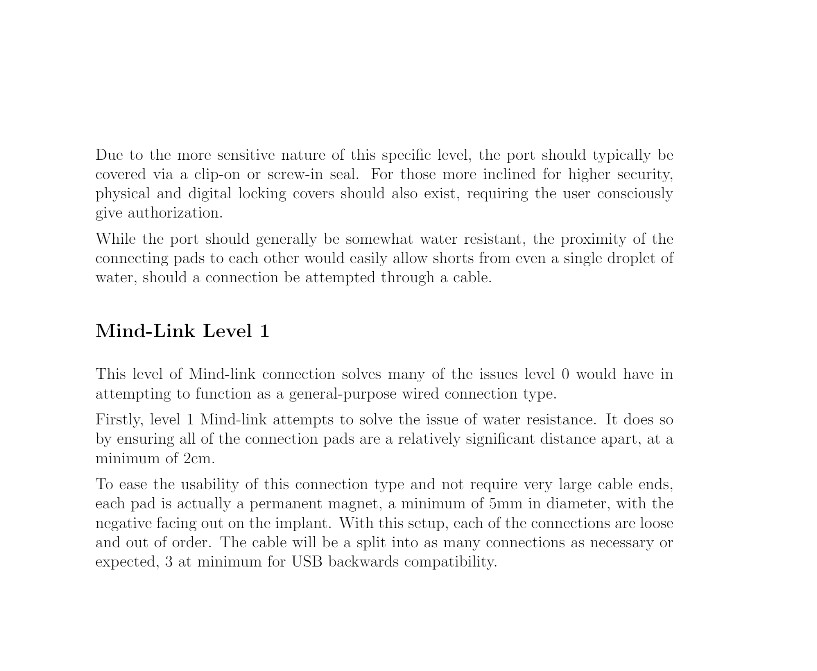 Due to the more sensitive nature of this specific level, the port should typically be
covered via a clip-on or screw-in seal. For those more inclined for higher security,
physical and digital locking covers should also exist, requiring the user consciously
give authorization.
While the port should generally be somewhat water resistant, the proximity of the
connecting pads to each other would easily allow shorts from even a single droplet of
water, should a connection be attempted through a cable.
Mind-Link Level 1
This level of Mind-link connection solves many of the issues level 0 would have in
attempting to function as a general-purpose wired connection type.
Firstly, level 1 Mind-link attempts to solve the issue of water resistance. It does so
by ensuring all of the connection pads are a relatively significant distance apart, at a
minimum of 2cm.
To ease the usability of this connection type and not require very large cable ends,
each pad is actually a permanent magnet, a minimum of 5mm in diameter, with the
negative facing out on the implant. With this setup, each of the connections are loose
and out of order. The cable will be a split into as many connections as necessary or
expected, 3 at minimum for USB backwards compatibility.